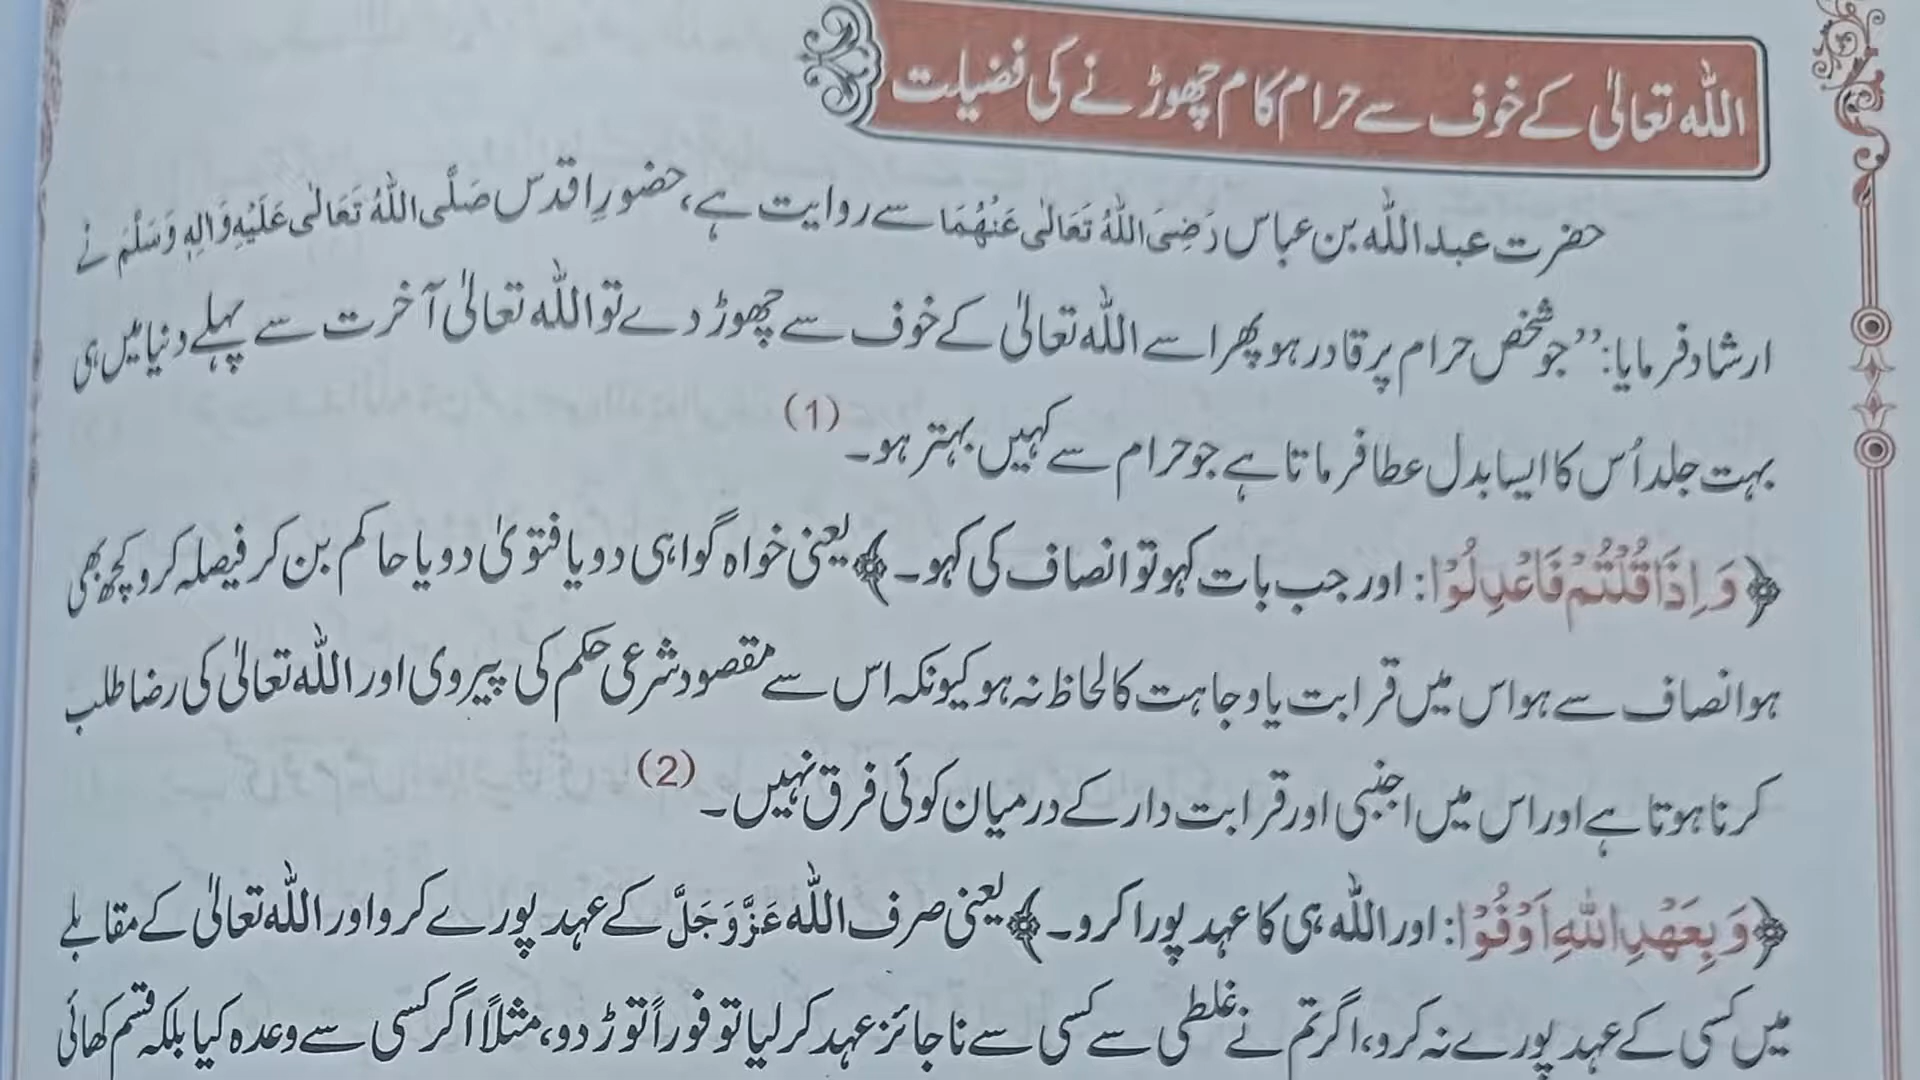 اللہ تعالیٰ کے خوف سے حرام کام چھوڑنے کی فضیلت
حضرت عبداللہ بن عباس رَضِیَ اللہُ تَعَالٰی عَنْہُمَا سے روایت ہے، حضورِ اقدس صَلَّی اللہُ تَعَالٰی عَلَیْہِ وَاٰلِہٖ وَسَلَّمَ نے
ارشاد فرمایا: ’’جو شخص حرام پر قادر ہو پھر اسے اللہ تعالیٰ کے خوف سے چھوڑ دے تو اللہ تعالیٰ آخرت سے پہلے دنیا میں ہی
بہت جلد اُس کا ایسا بدل عطا فرماتا ہے جو حرام سے کہیں بہتر ہو۔ (1)
﴿وَ اِذَا قُلْتُمْ فَاعْدِلُوْا: اور جب بات کہو تو انصاف کی کہو۔﴾ یعنی خواہ گواہی دو یا فتویٰ دو یا حاکم بن کر فیصلہ کرو کچھ بھی
ہو انصاف سے ہو اس میں قرابت یا وجاہت کا لحاظ نہ ہو کیونکہ اس سے مقصود شرعی حکم کی پیروی اور اللہ تعالیٰ کی رضا طلب
کرنا ہوتا ہے اور اس میں اجنبی اور قرابت دار کے درمیان کوئی فرق نہیں۔ (2)
﴿وَ بِعَهْدِ اللہِ اَوْفُوْا: اور اللہ ہی کا عہد پورا کرو۔﴾ یعنی صرف اللہ عَزَّوَجَلَّ کے عہد پورے کرو اور اللہ تعالیٰ کے مقابلے
میں کسی کے عہد پورے نہ کرو، اگر تم نے غلطی سے کسی سے ناجائز عہد کر لیا تو فوراً توڑ دو، مثلاً اگر کسی سے وعدہ کیا بلکہ قسم کھائی